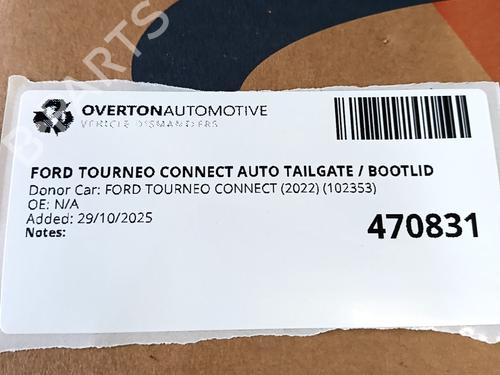 OVERTONAUTOMOTIVE
VEHICLE DISMANTLERS
FORD TOURNEO CONNECT AUTO TAILGATE / BOOTLID
Donor Car: FORD TOURNEO CONNECT (2022) (102353)
OE: N/A
Added: 29/10/2025
Notes:
470831